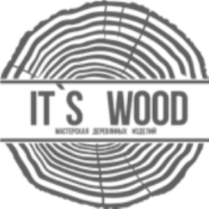 IT`S WOOD
МАСТЕРСКАЯ ДЕРЕВЯННЫХ ИЗДЕЛИЙ